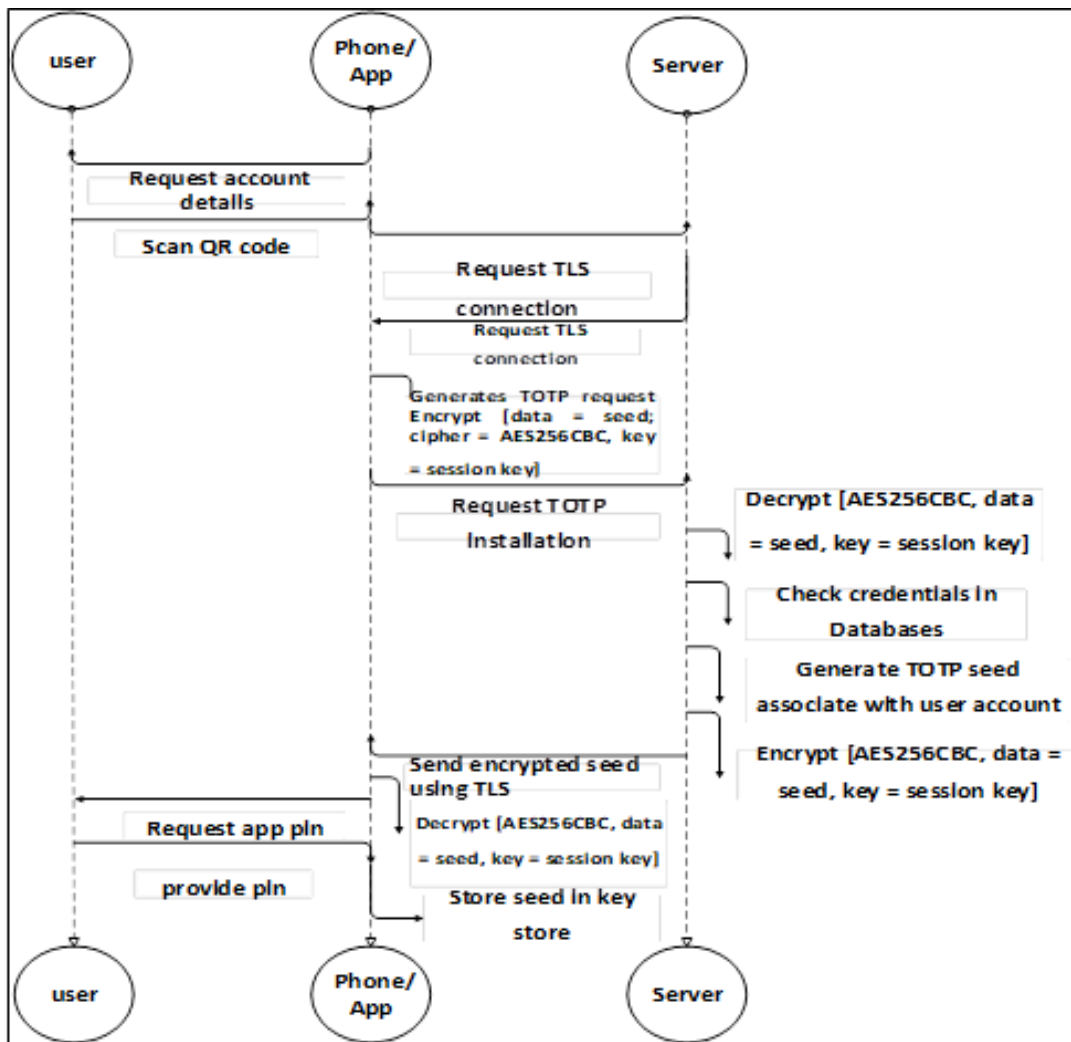 user
Phone/
App
Server
Request account
details
Scan QR code
Request TLS
connection
Request TLS
connection
Generates TOTP request
Encrypt [data = seed;
cipher = AES256CBC, key
= session key]
Request TOTP
installation
Decrypt [AES256CBC, data
= seed, key = session key]
Check credentials in
Databases
Generate TOTP seed
associate with user account
Encrypt [AES256CBC, data =
seed, key = session key]
Send encrypted seed
using TLS
Request app pin
Decrypt [AES256CBC, data
= seed, key = session key]
provide pin
Store seed in key
store
user
Phone/
App
Server